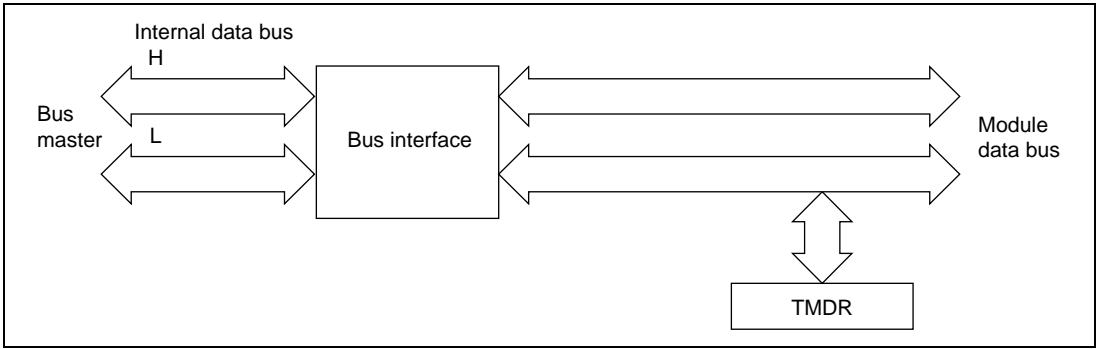 Internal data bus
H
Bus
master
L
Bus interface
Module
data bus
TMDR